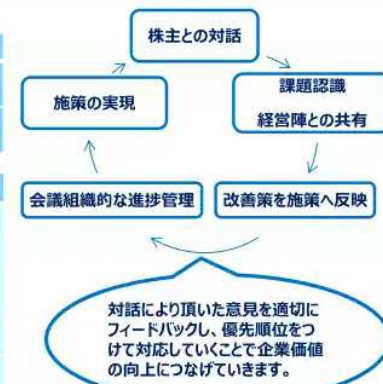 株主との対話
課題認識
経営陣との共有
改善策を施策へ反映
会議組織的な進捗管理
施策の実現
対話により頂いた意見を適切に
フィードバックし、優先順位をつ
けて対応していくことで企業価値
の向上につなげていきます。